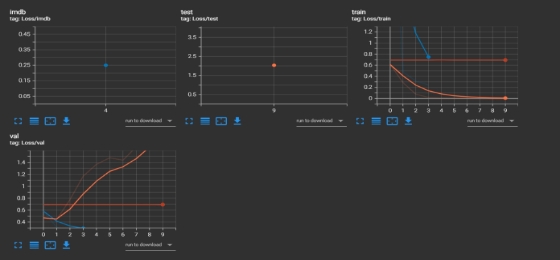 imdb
tag: Loss/imdb
0.45
0.35
0.25
0.15
0.05
4
run to download
test
tag: Loss/test
3.5
2.5
1.5
0.5
9
run to download
train
tag: Loss/train
1.2
1
0.8
0.6
0.4
0.2
0
0 1 2 3 4 5 6 7 8 9
run to download
val
tag: Loss/val
1.4
1.2
1
0.8
0.6
0.4
0 1 2 3 4 5 6 7 8 9
run to download